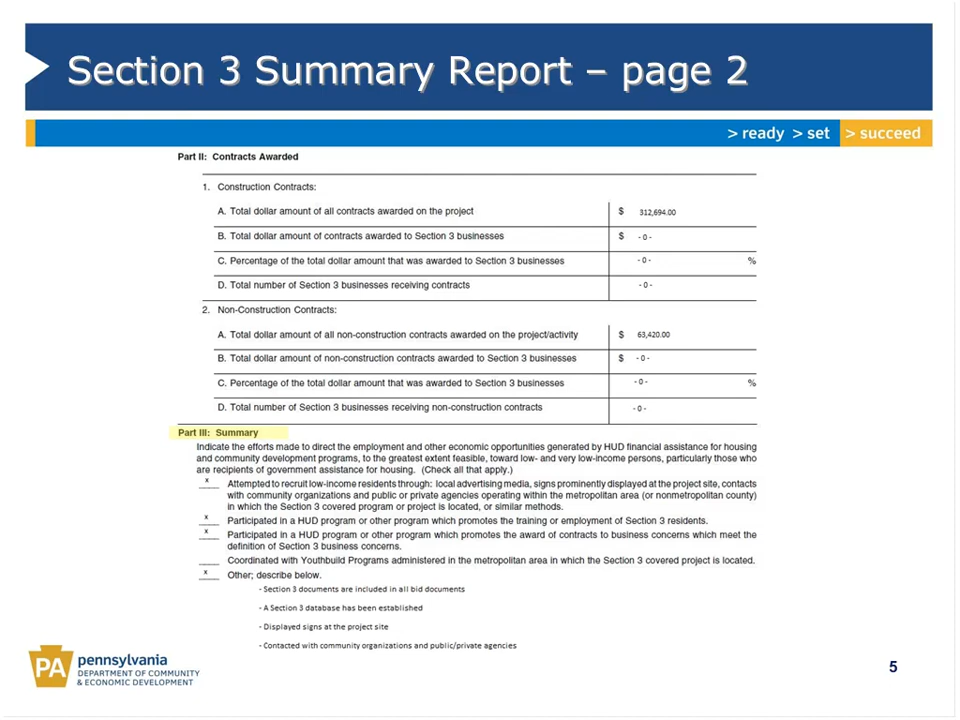 Section 3 Summary Report – page 2
> ready > set > succeed
Part II: Contracts Awarded
1. Construction Contracts:
A. Total dollar amount of all contracts awarded on the project $ 312,694.00
B. Total dollar amount of contracts awarded to Section 3 businesses $ - 0 -
C. Percentage of the total dollar amount that was awarded to Section 3 businesses - 0 - %
D. Total number of Section 3 businesses receiving contracts - 0 -
2. Non-Construction Contracts:
A. Total dollar amount of all non-construction contracts awarded on the project/activity $ 63,420.00
B. Total dollar amount of non-construction contracts awarded to Section 3 businesses $ - 0 -
C. Percentage of the total dollar amount that was awarded to Section 3 businesses - 0 - %
D. Total number of Section 3 businesses receiving non-construction contracts - 0 -
Part III: Summary
Indicate the efforts made to direct the employment and other economic opportunities generated by HUD financial assistance for housing
and community development programs, to the greatest extent feasible, toward low- and very low-income persons, particularly those who
are recipients of government assistance for housing. (Check all that apply.)
x Attempted to recruit low-income residents through: local advertising media, signs prominently displayed at the project site, contacts
with community organizations and public or private agencies operating within the metropolitan area (or nonmetropolitan county)
in which the Section 3 covered program or project is located, or similar methods.
x Participated in a HUD program or other program which promotes the training or employment of Section 3 residents.
x Participated in a HUD program or other program which promotes the award of contracts to business concerns which meet the
definition of Section 3 business concerns.
Coordinated with Youthbuild Programs administered in the metropolitan area in which the Section 3 covered project is located.
x Other; describe below.
- Section 3 documents are included in all bid documents
- A Section 3 database has been established
- Displayed signs at the project site
- Contacted with community organizations and public/private agencies
PA pennsylvania
DEPARTMENT OF COMMUNITY
& ECONOMIC DEVELOPMENT
5